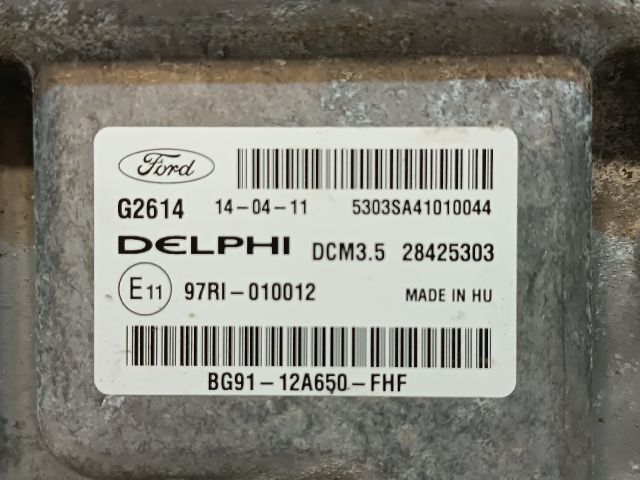 Ford
G2614 14-04-11 5303SA41010044
DELPHI DCM3.5 28425303
E11 97RI-010012 MADE IN HU
BG91-12A650-FHF